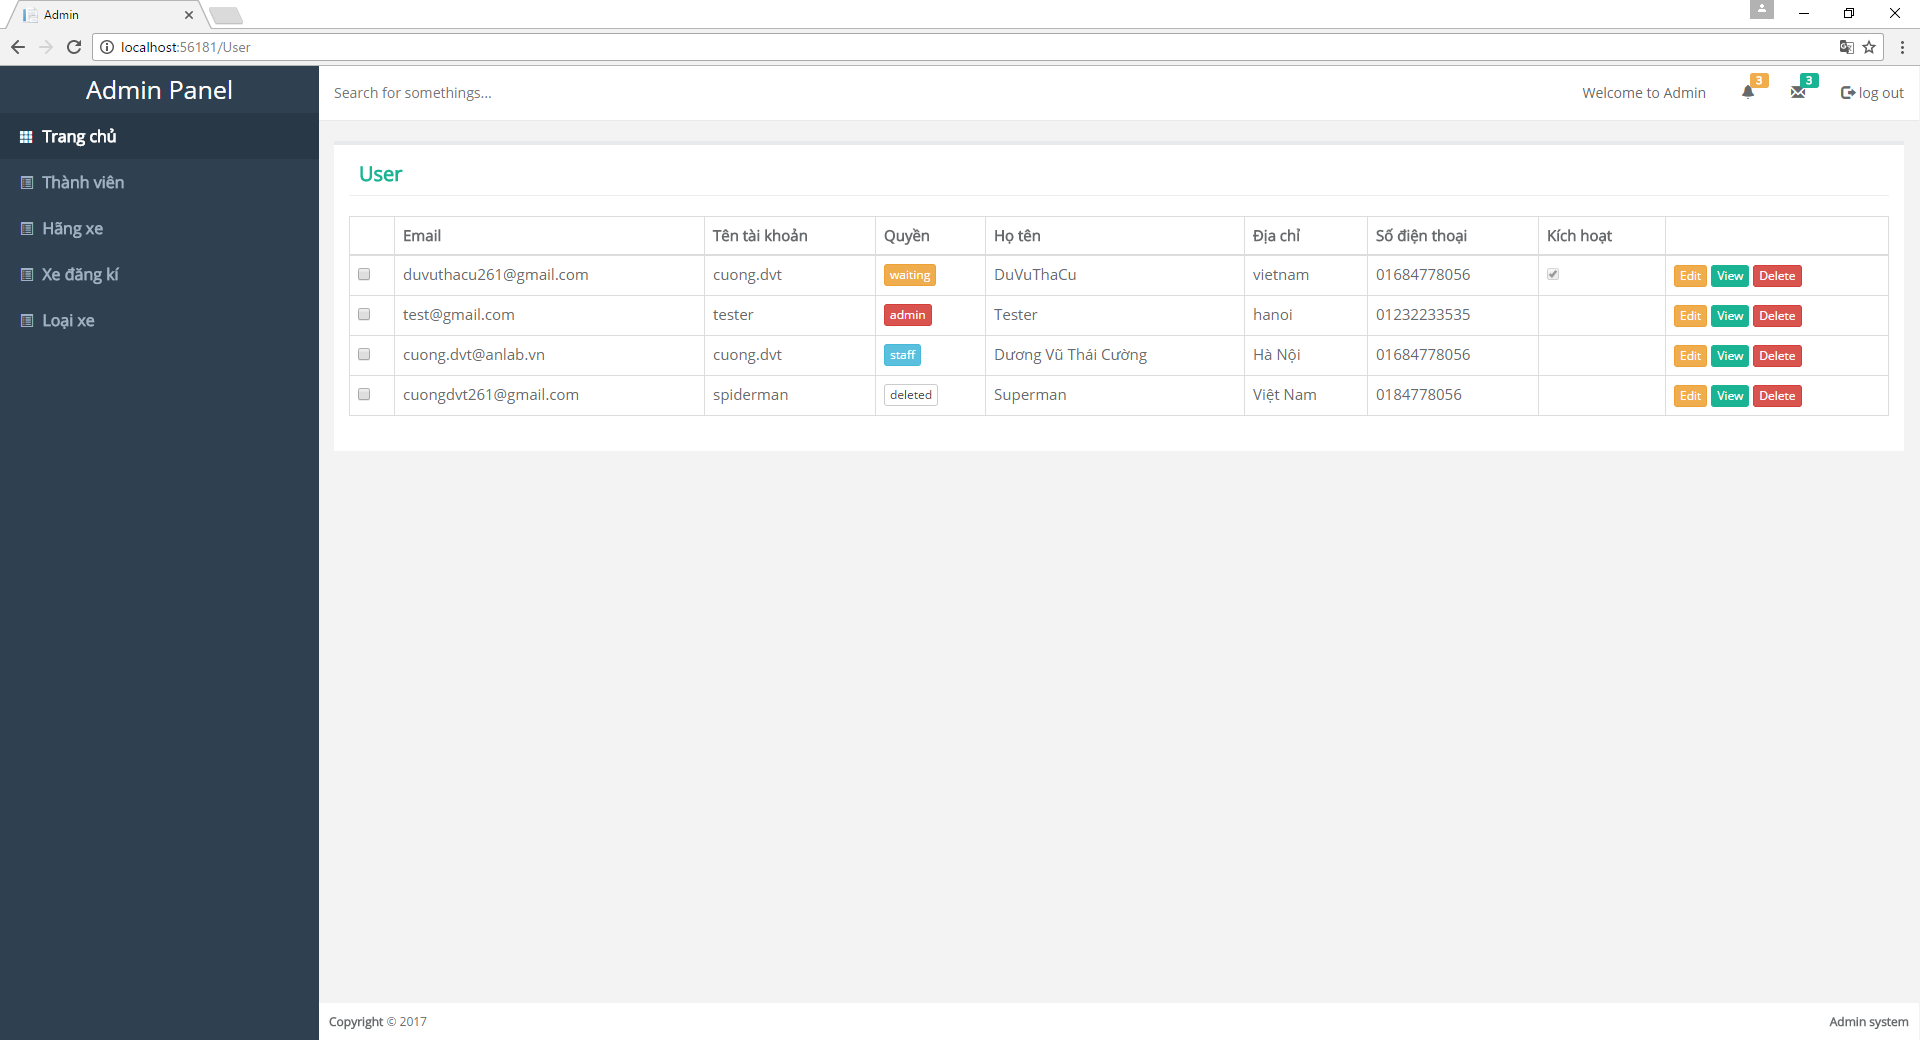 Admin
localhost:56181/User
Admin Panel
Search for somethings...
Welcome to Admin
3
3
log out
Trang chủ
Thành viên
Hãng xe
Xe đăng kí
Loại xe
User
Email Tên tài khoản Quyền Họ tên Địa chỉ Số điện thoại Kích hoạt
duvuthacu261@gmail.com cuong.dvt waiting DuVuThaCu vietnam 01684778056 Edit View Delete
test@gmail.com tester admin Tester hanoi 01232233535 Edit View Delete
cuong.dvt@anlab.vn cuong.dvt staff Dương Vũ Thái Cường Hà Nội 01684778056 Edit View Delete
cuongdvt261@gmail.com spiderman deleted Superman Việt Nam 0184778056 Edit View Delete
Copyright © 2017
Admin system